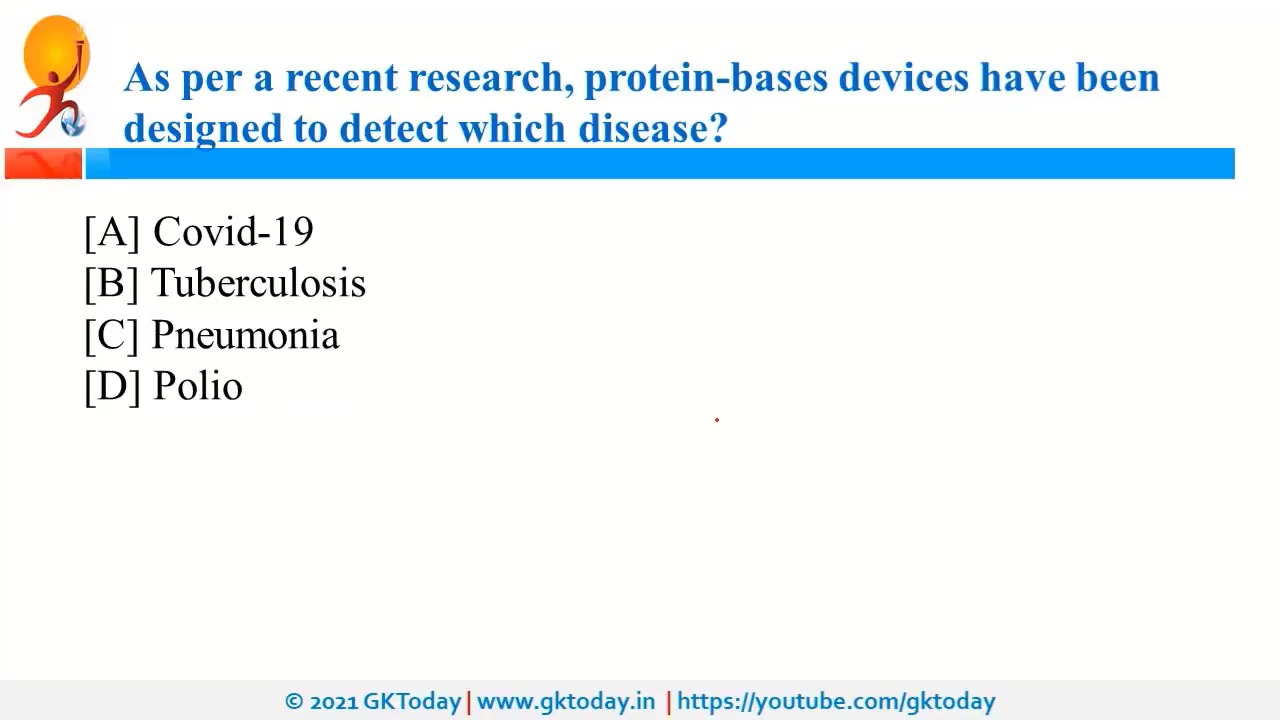 As per a recent research, protein-bases devices have been
designed to detect which disease?
[A] Covid-19
[B] Tuberculosis
[C] Pneumonia
[D] Polio
© 2021 GKToday | www.gktoday.in | https://youtube.com/gktoday